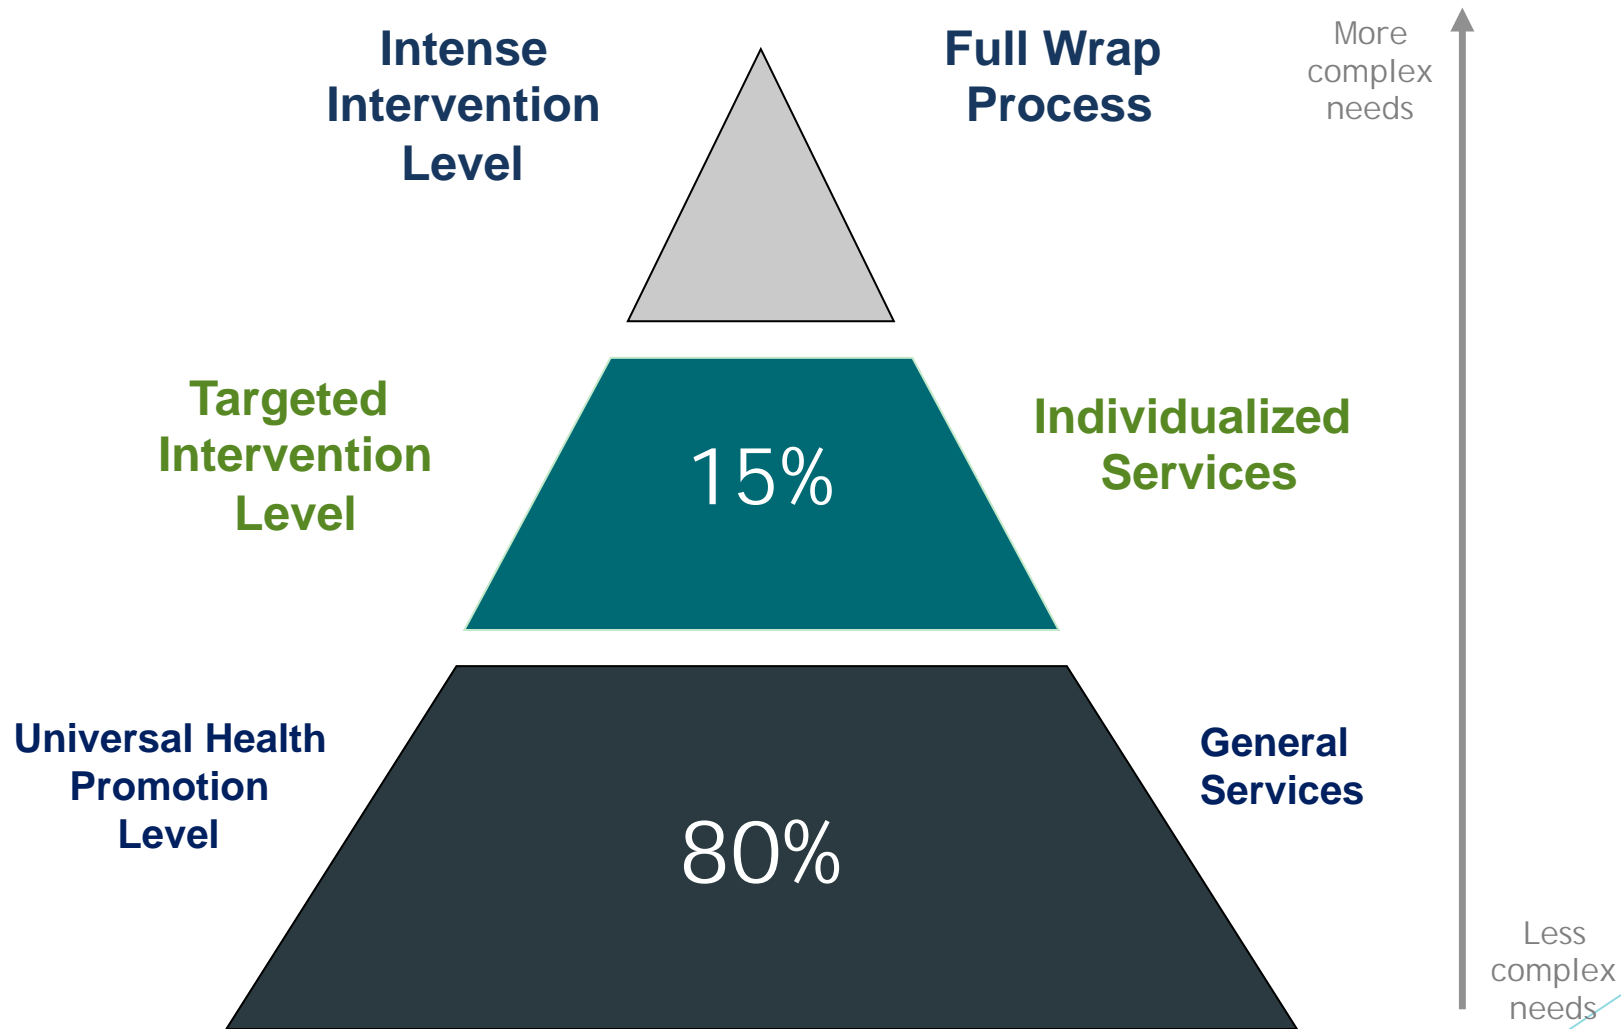 Intense
Intervention
Level
Full Wrap
Process
More
complex
needs
Targeted
Intervention
Level
15%
Individualized
Services
Universal Health
Promotion
Level
80%
General
Services
Less
complex
needs